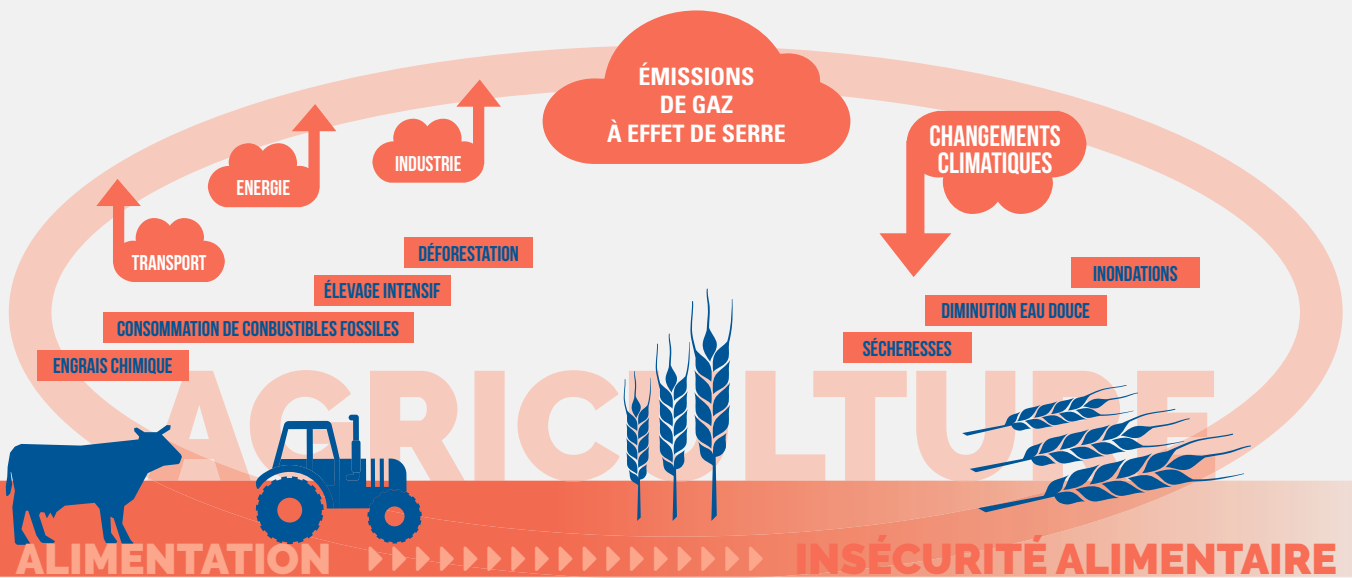 ÉMISSIONS
DE GAZ
À EFFET DE SERRE
CHANGEMENTS
CLIMATIQUES
INDUSTRIE
ENERGIE
TRANSPORT
DÉFORESTATION
ÉLEVAGE INTENSIF
CONSOMMATION DE CONBUSTIBLES FOSSILES
ENGRAIS CHIMIQUE
INONDATIONS
DIMINUTION EAU DOUCE
SÉCHERESSES
AGRICULTURE
ALIMENTATION
INSÉCURITÉ ALIMENTAIRE